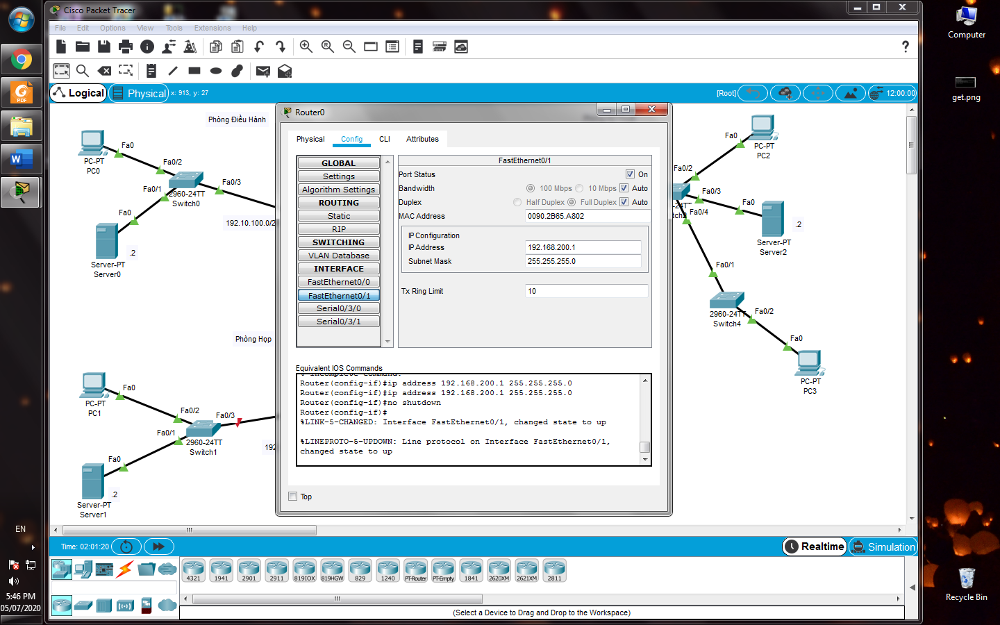 Cisco Packet Tracer
File Edit Options View Tools Extensions Help
?
Logical
Physical
x: 913, y: 27
[Root]
12:00:00
Computer
get.png
Recycle Bin
Phòng Điều Hành
Fa0
PC-PT
PC0
Fa0/2
Fa0/1
Fa0/3
2960-24TT
Switch0
Fa0
192.10.100.0/2
.2
Server-PT
Server0
Phòng Họp
Fa0
PC-PT
PC1
Fa0/2
Fa0/3
Fa0/1
2960-24TT
Switch1
192
Fa0
.2
Server-PT
Server1
Router0
Physical
Config
CLI
Attributes
GLOBAL
Settings
Algorithm Settings
ROUTING
Static
RIP
SWITCHING
VLAN Database
INTERFACE
FastEthernet0/0
FastEthernet0/1
Serial0/3/0
Serial0/3/1
FastEthernet0/1
Port Status On
Bandwidth 100 Mbps 10 Mbps Auto
Duplex Half Duplex Full Duplex Auto
MAC Address 0090.2B65.A802
IP Configuration
IP Address 192.168.200.1
Subnet Mask 255.255.255.0
Tx Ring Limit 10
Equivalent IOS Commands
Router(config-if)#ip address 192.168.200.1 255.255.255.0
Router(config-if)#ip address 192.168.200.1 255.255.255.0
Router(config-if)#no shutdown
Router(config-if)#
%LINK-5-CHANGED: Interface FastEthernet0/1, changed state to up
%LINEPROTO-5-UPDOWN: Line protocol on Interface FastEthernet0/1,
changed state to up
Top
Fa0
PC-PT
PC2
Fa0/2
Fa0/3
Fa0/4
Fa0
.2
Server-PT
Server2
Fa0/1
2960-24TT
Switch4
Fa0/2
Fa0
PC-PT
PC3
Time: 02:01:20
Realtime
Simulation
4321
1941
2901
2911
819IOX
819HGW
829
1240
PT-Router
PT-Empty
1841
2620XM
2621XM
2811
(Select a Device to Drag and Drop to the Workspace)
PDF
EN
5:46 PM
05/07/2020